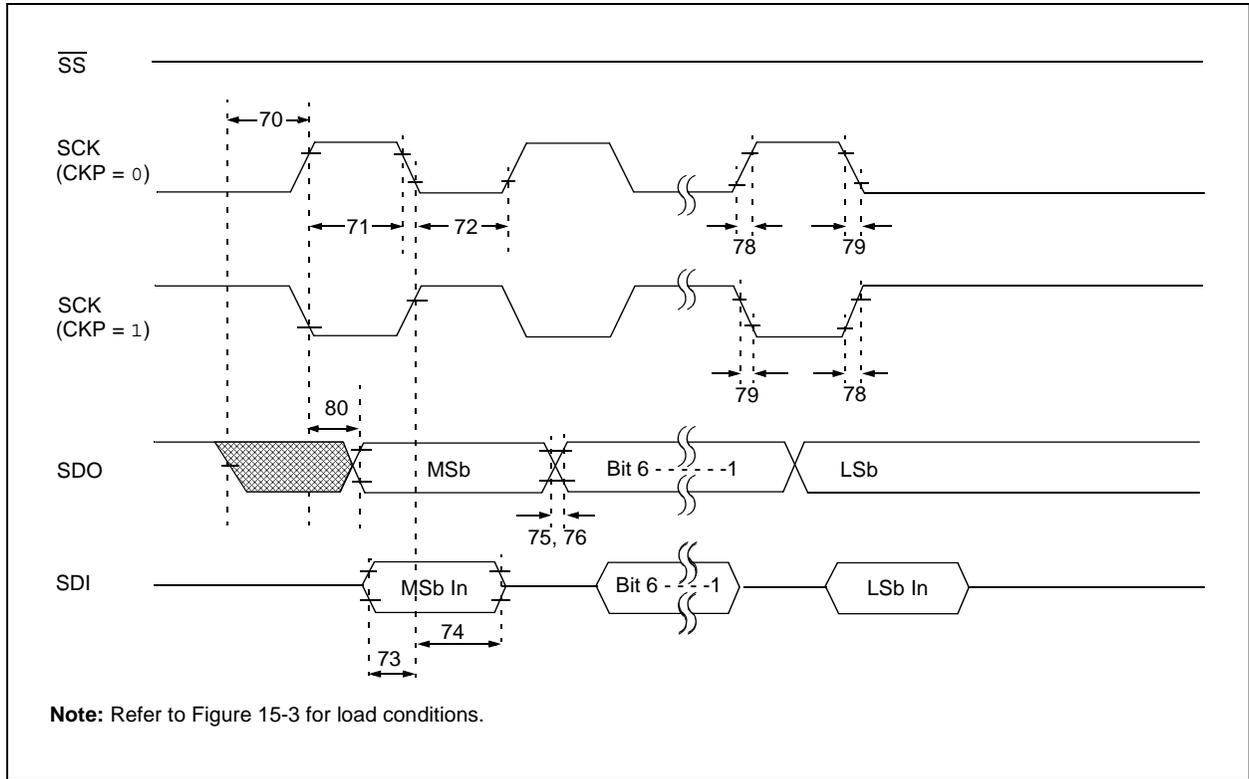 SS
70
SCK
(CKP = 0)
71
72
78
79
SCK
(CKP = 1)
79
78
80
SDO
MSb
Bit 6 - - - - - -1
LSb
75, 76
SDI
MSb In
Bit 6 - - - -1
LSb In
74
73
Note: Refer to Figure 15-3 for load conditions.